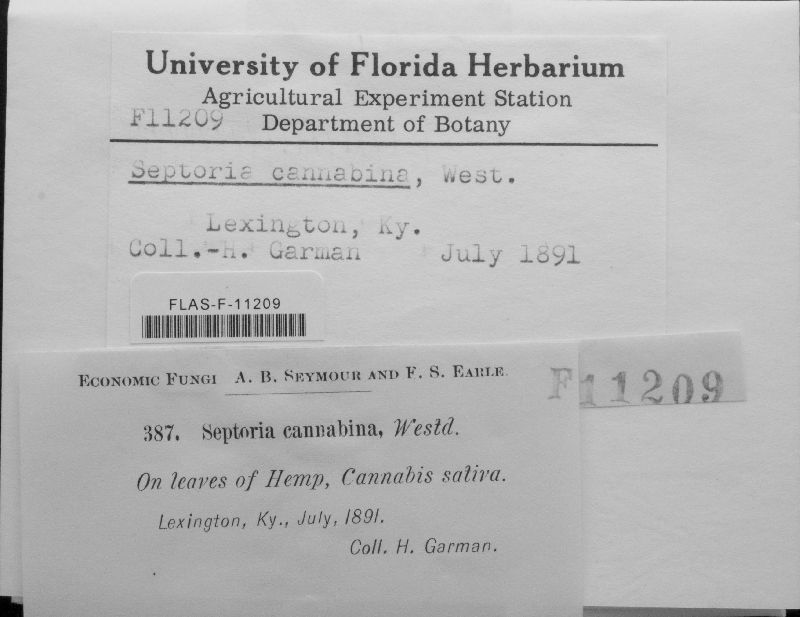 University of Florida Herbarium
Agricultural Experiment Station
F11209 Department of Botany
Septoria cannabina, West.
Lexington, Ky.
Coll.-H. Garman July 1891
FLAS-F-11209
Economic Fungi A. B. Seymour and F. S. Earle.
F11209
387. Septoria cannabina, Westd.
On leaves of Hemp, Cannabis sativa.
Lexington, Ky., July, 1891.
Coll. H. Garman.